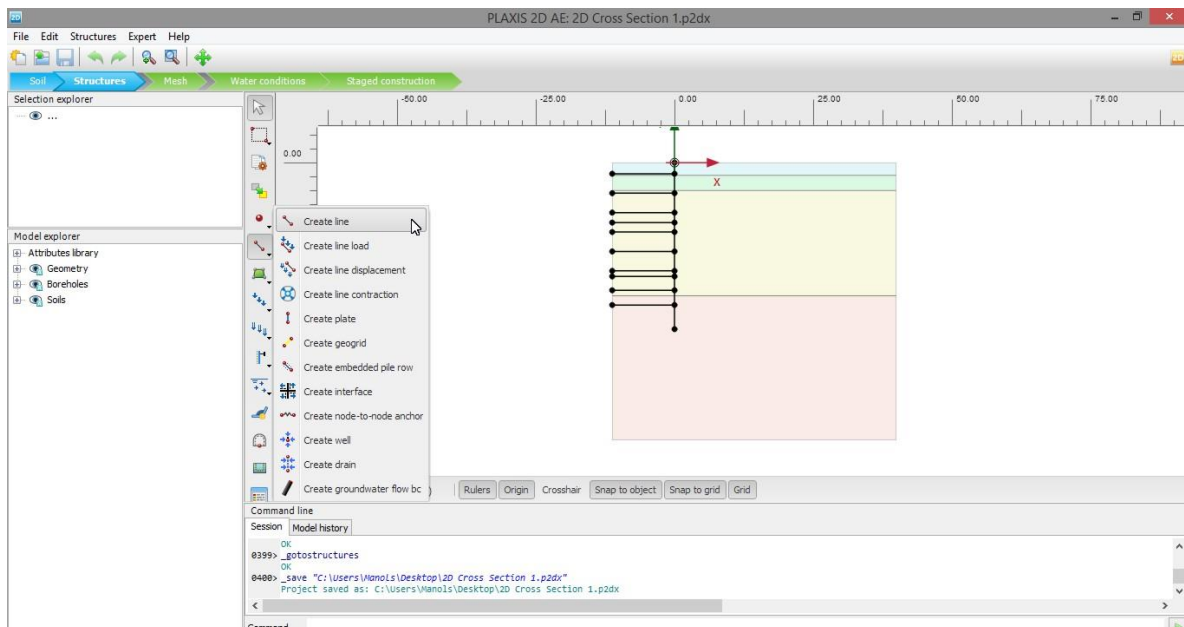 2D
PLAXIS 2D AE: 2D Cross Section 1.p2dx
File Edit Structures Expert Help
2D
Soil Structures Mesh Water conditions Staged construction
Selection explorer
...
Model explorer
Attributes library
Geometry
Boreholes
Soils
-50.00 -25.00 0.00 25.00 50.00 75.00
0.00
X
Create line
Create line load
Create line displacement
Create line contraction
Create plate
Create geogrid
Create embedded pile row
Create interface
Create node-to-node anchor
Create well
Create drain
Create groundwater flow bc
Rulers Origin Crosshair Snap to object Snap to grid Grid
Command line
Session Model history
OK
0399> _gotostructures
OK
0400> _save "C:\Users\Manols\Desktop\2D Cross Section 1.p2dx"
Project saved as: C:\Users\Manols\Desktop\2D Cross Section 1.p2dx
Command